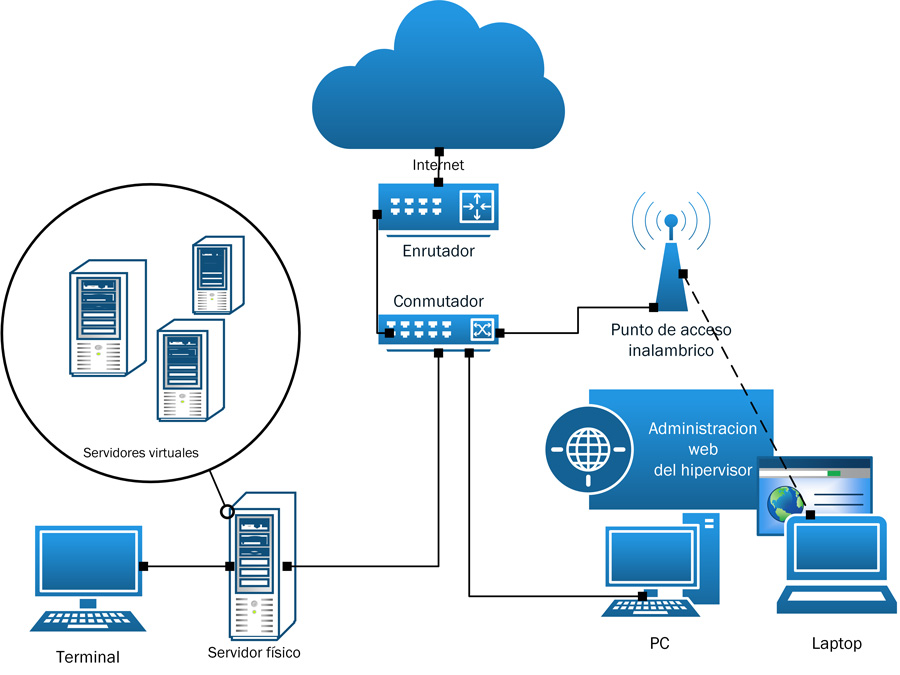 Internet
Enrutador
Conmutador
Punto de acceso
inalambrico
Administracion
web
del hipervisor
Servidores virtuales
Terminal
Servidor físico
PC
Laptop